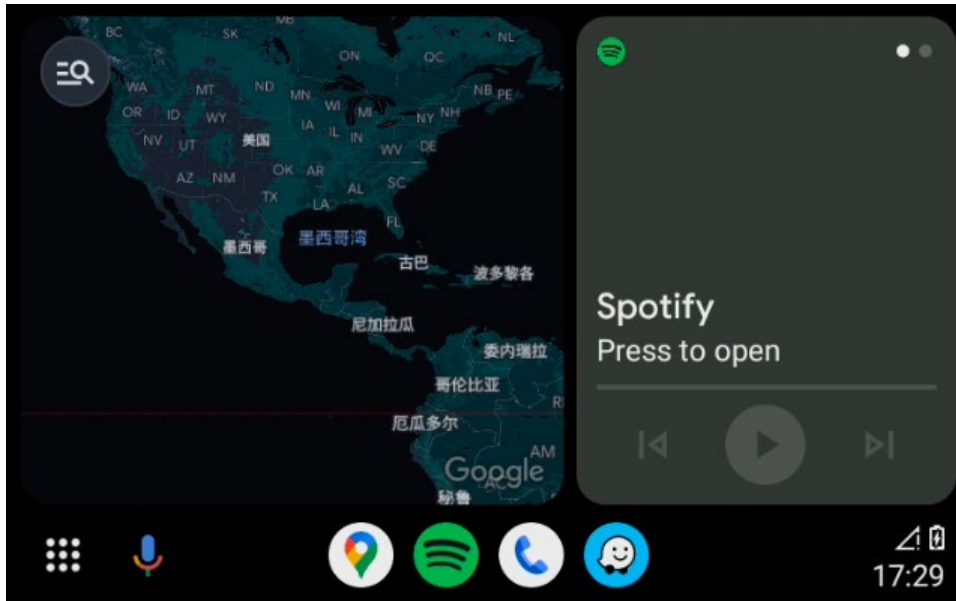 MB
BC
SK
NL
ON
QC
WA
MT
ND
MN
NB
PE
OR
ID
WY
WI
MI
NY
NH
IA
IL
IN
NV
UT
美国
WV
DE
AZ
NM
OK
AR
AL
SC
TX
LA
FL
墨西哥
墨西哥湾
古巴
波多黎各
尼加拉瓜
委内瑞拉
哥伦比亚
厄瓜多尔
AM
Google
AC
秘鲁
Spotify
Press to open
17:29